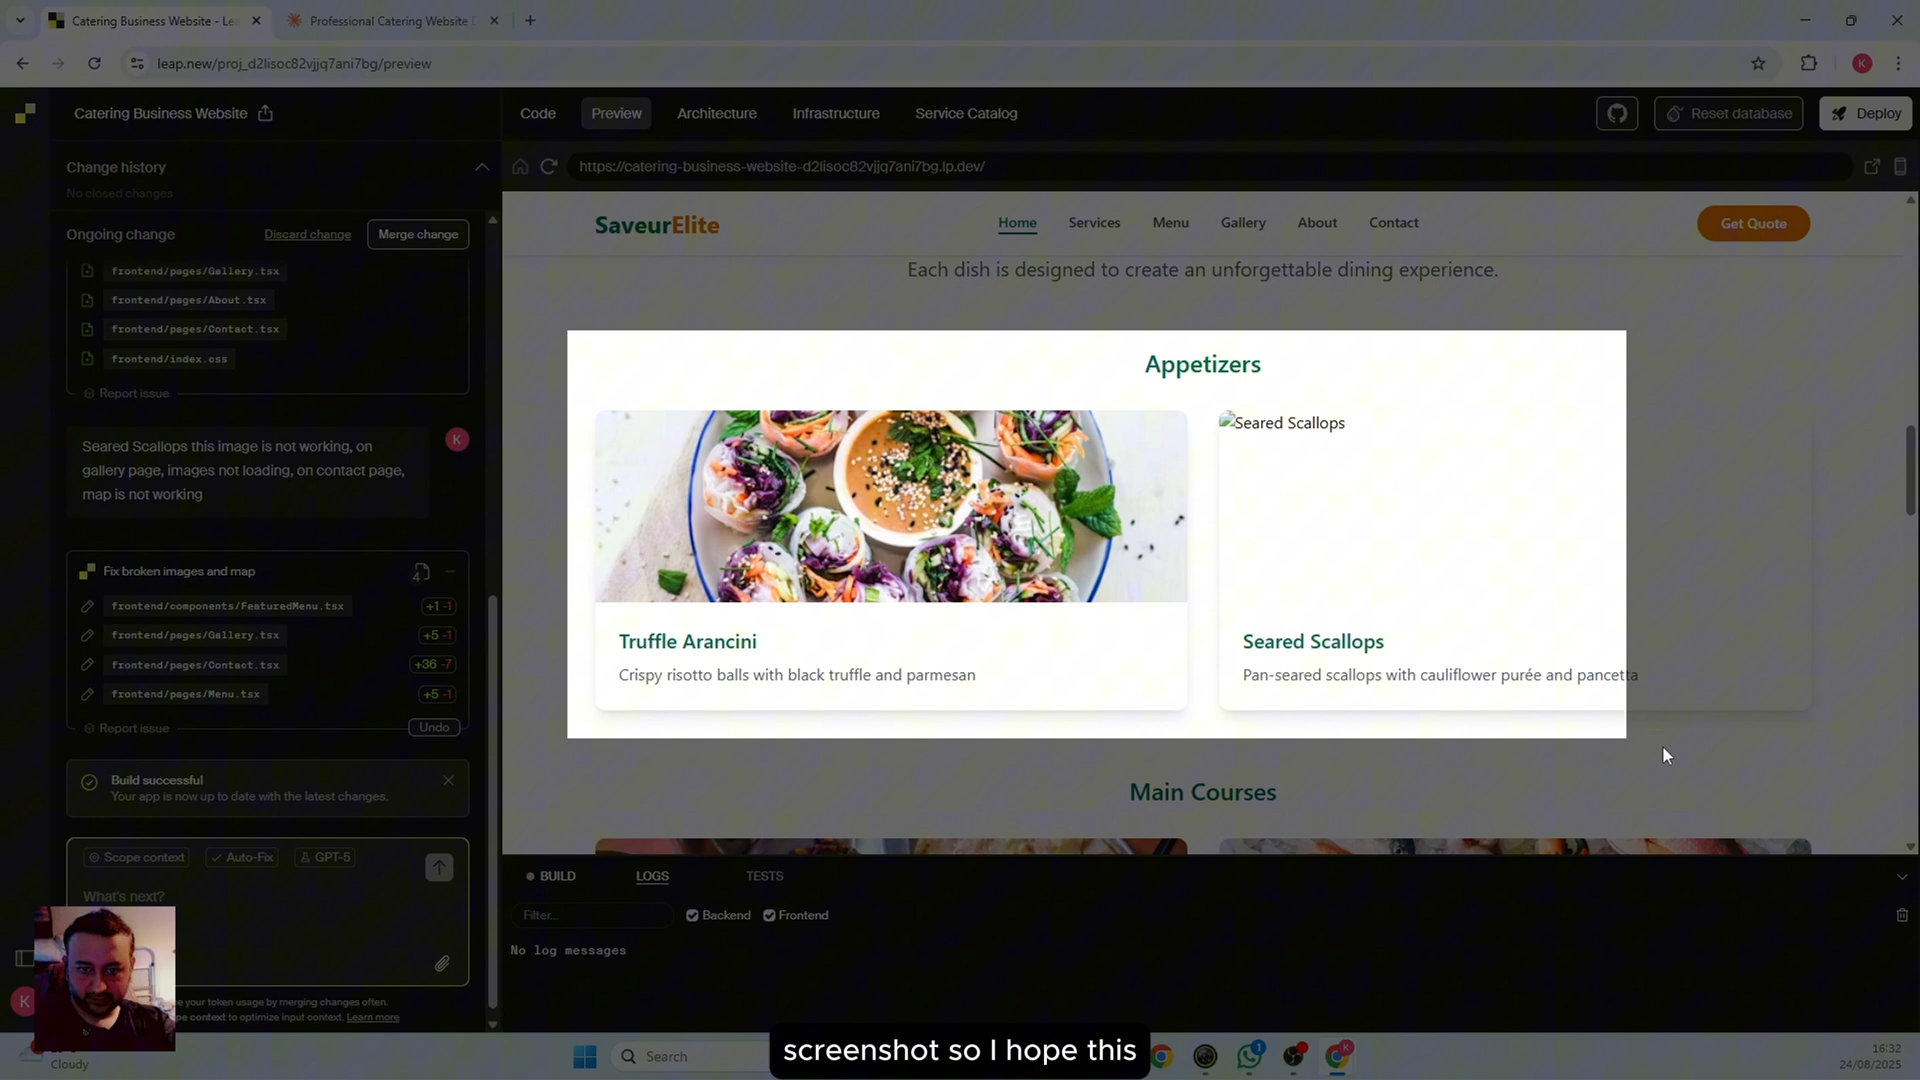 Catering Business Website - Lea
Professional Catering Website D
leap.new/proj_d2lisoc82vjjq7ani7bg/preview
K
Catering Business Website
Code
Preview
Architecture
Infrastructure
Service Catalog
Reset database
Deploy
Change history
No closed changes
https://catering-business-website-d2lisoc82vjjq7ani7bg.lp.dev/
Ongoing change
Discard change
Merge change
frontend/pages/Gallery.tsx
frontend/pages/About.tsx
frontend/pages/Contact.tsx
frontend/index.css
Report issue
Seared Scallops this image is not working, on
gallery page, images not loading, on contact page,
map is not working
K
Fix broken images and map
4
frontend/components/FeaturedMenu.tsx
+1 -1
frontend/pages/Gallery.tsx
+5 -1
frontend/pages/Contact.tsx
+36 -7
frontend/pages/Menu.tsx
+5 -1
Report issue
Undo
Build successful
Your app is now up to date with the latest changes.
Scope context
Auto-Fix
GPT-5
What's next?
e your token usage by merging changes often.
pe context to optimize input context. Learn more
K
SaveurElite
Home
Services
Menu
Gallery
About
Contact
Get Quote
Each dish is designed to create an unforgettable dining experience.
Appetizers
Seared Scallops
Truffle Arancini
Crispy risotto balls with black truffle and parmesan
Seared Scallops
Pan-seared scallops with cauliflower purée and pancetta
Main Courses
BUILD
LOGS
TESTS
Filter...
Backend
Frontend
No log messages
screenshot so I hope this
Cloudy
Search
1
K
16:32
24/08/2025